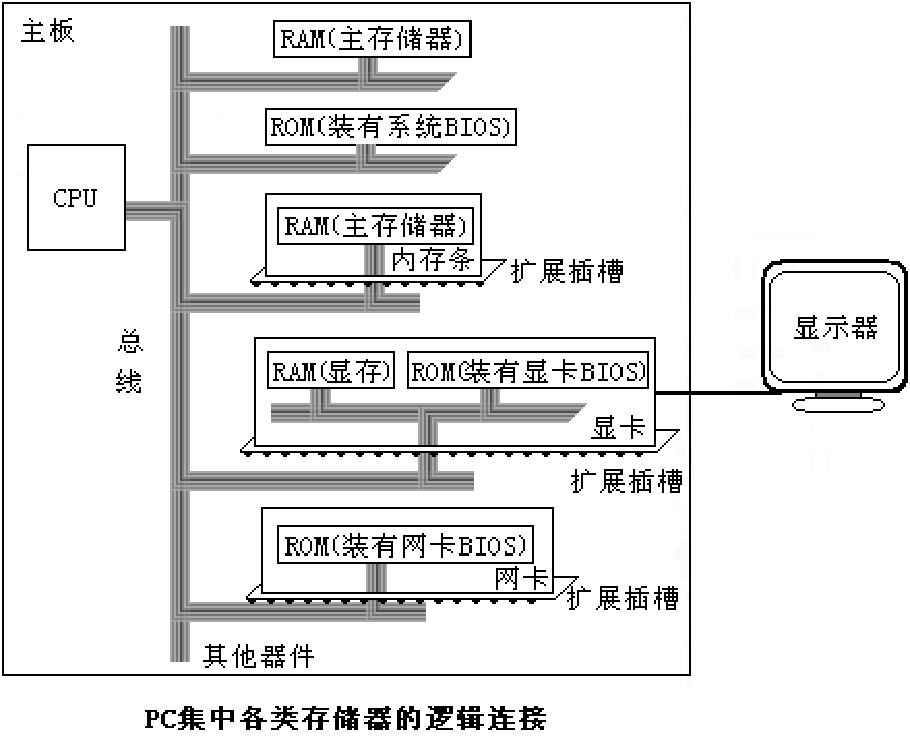 主板
RAM(主存储器)
ROM(装有系统BIOS)
CPU
RAM(主存储器)
内存条
扩展插槽
显示器
总线
RAM(显存)
ROM(装有显卡BIOS)
显卡
扩展插槽
ROM(装有网卡BIOS)
网卡
扩展插槽
其他器件
PC集中各类存储器的逻辑连接